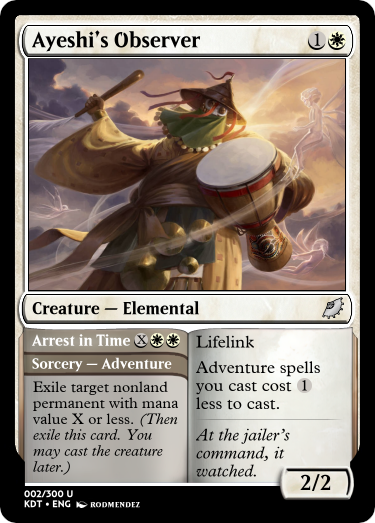 Ayeshi's Observer 1
Creature — Elemental
Arrest in Time X
Sorcery — Adventure
Exile target nonland
permanent with mana
value X or less. (Then
exile this card. You
may cast the creature
later.)
Lifelink
Adventure spells
you cast cost 1
less to cast.
At the jailer's
command, it
watched.
2/2
002/300 U
KDT • ENG RODMENDEZ